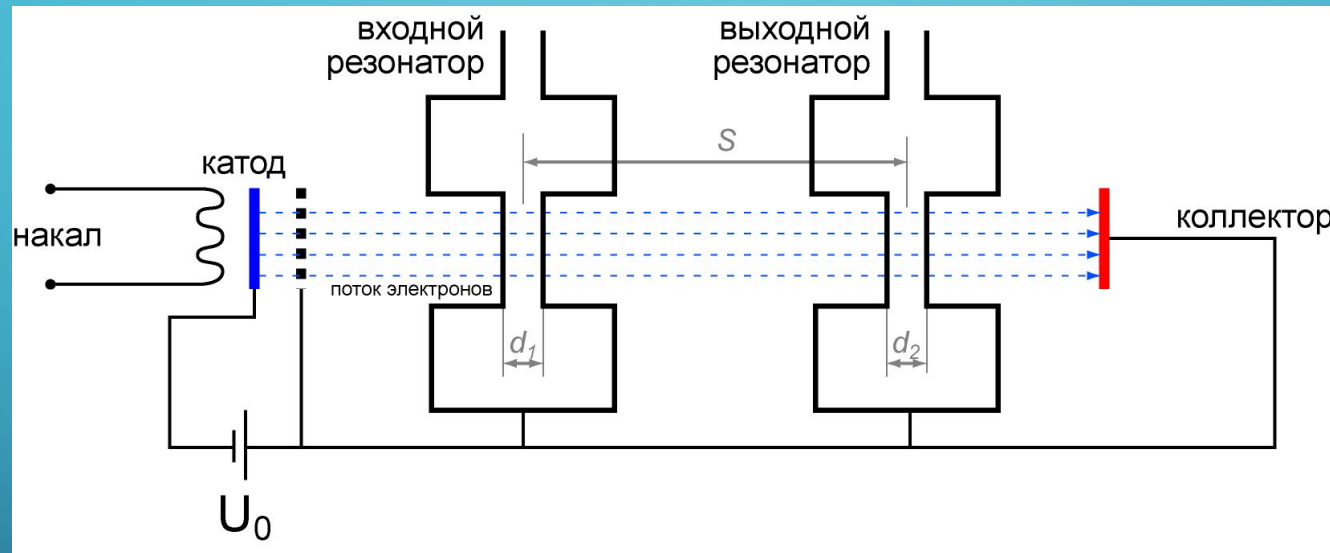 входной
резонатор
выходной
резонатор
S
катод
накал
коллектор
поток электронов
d₁
d₂
U₀